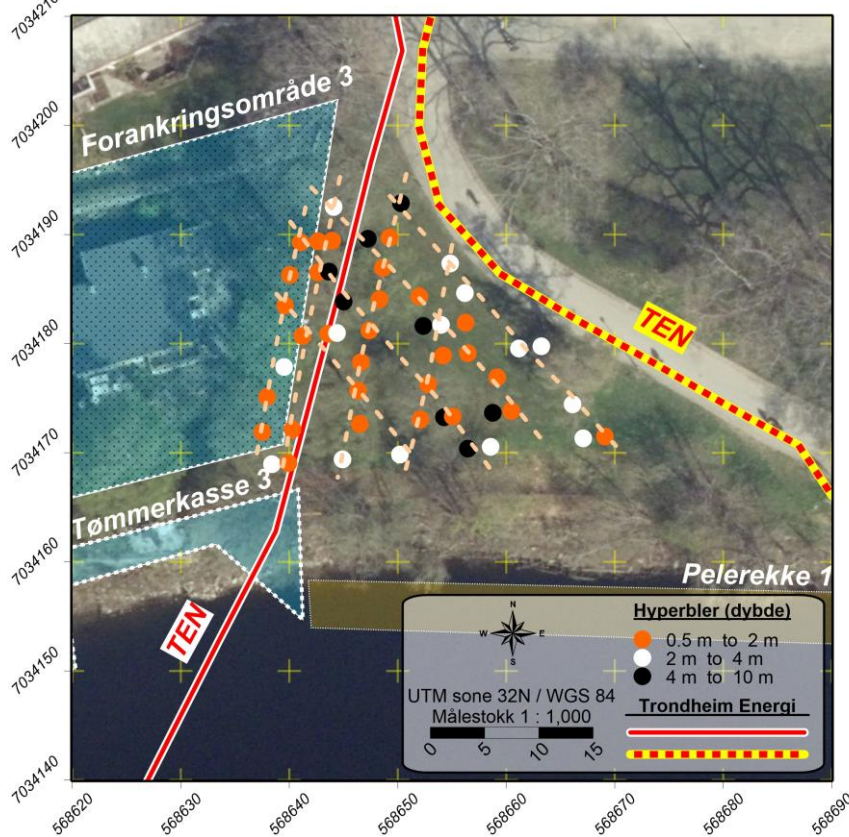 7034210
7034200
7034190
7034180
7034170
7034160
7034150
7034140
Forankringsområde 3
TEN
Tømmerkasse 3
TEN
Pelerekke 1
N
W E
S
UTM sone 32N / WGS 84
Målestokk 1 : 1,000
0 5 10 15
Hyperbler (dybde)
0.5 m to 2 m
2 m to 4 m
4 m to 10 m
Trondheim Energi
568620 568630 568640 568650 568660 568670 568680 568690